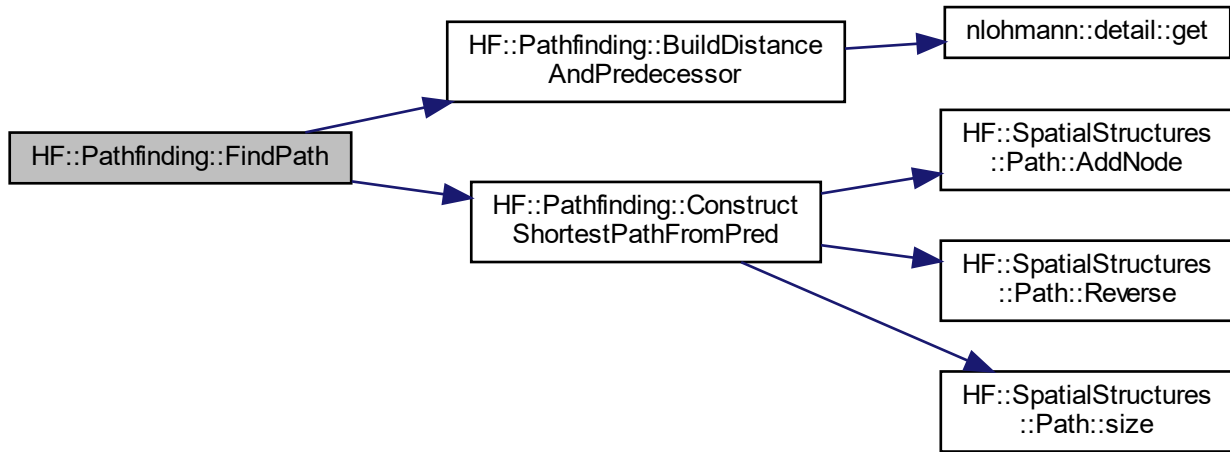 HF::Pathfinding::FindPath
HF::Pathfinding::BuildDistance
AndPredecessor
nlohmann::detail::get
HF::Pathfinding::Construct
ShortestPathFromPred
HF::SpatialStructures
::Path::AddNode
HF::SpatialStructures
::Path::Reverse
HF::SpatialStructures
::Path::size